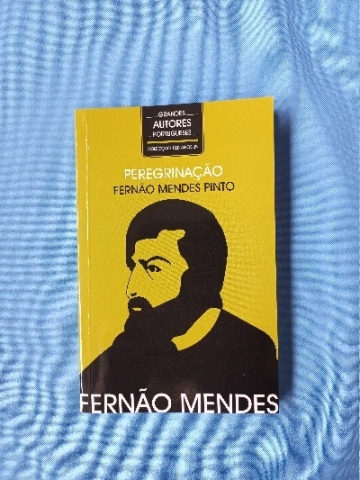 GRANDES
AUTORES
PORTUGUESES
PEREGRINAÇÃO
FERNÃO MENDES PINTO
FERNÃO MENDES